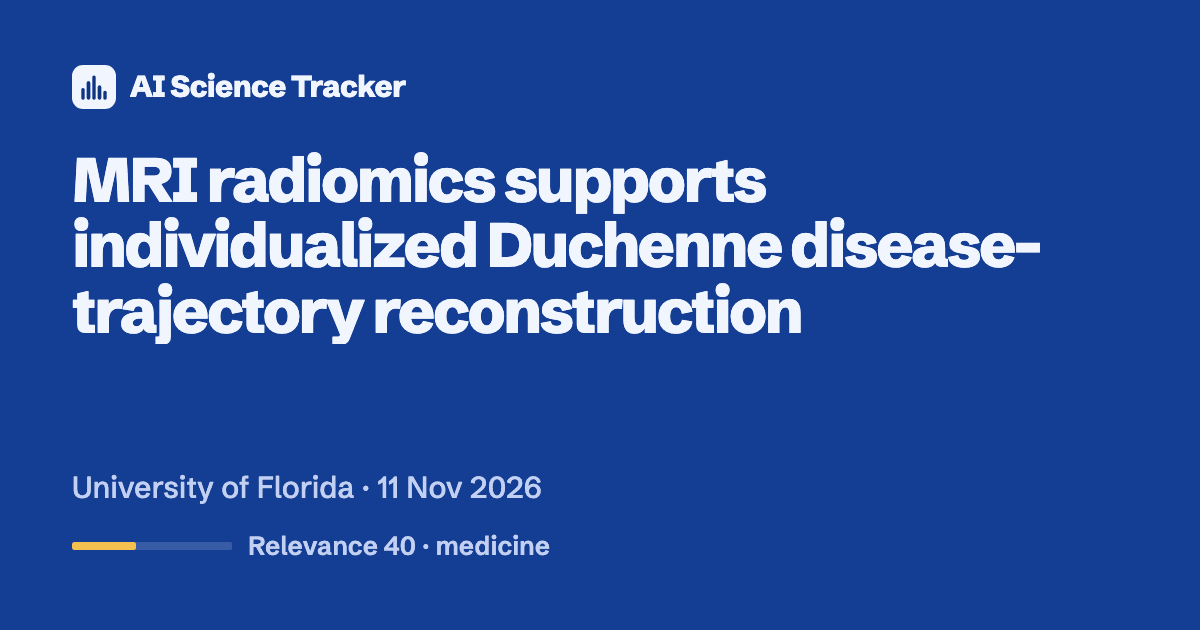 AI Science Tracker
MRI radiomics supports
individualized Duchenne disease-
trajectory reconstruction
University of Florida · 11 Nov 2026
Relevance 40 · medicine